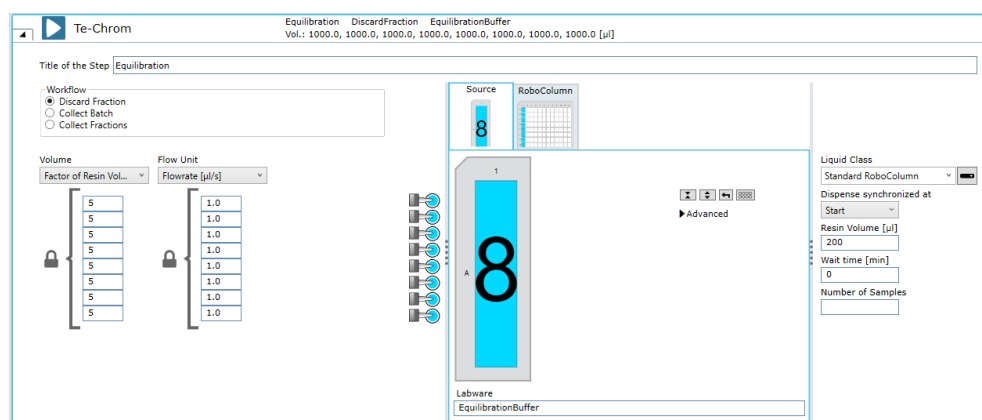 Te-Chrom
Equilibration DiscardFraction EquilibrationBuffer
Vol.: 1000.0, 1000.0, 1000.0, 1000.0, 1000.0, 1000.0, 1000.0, 1000.0 [µl]
Title of the Step Equilibration
Workflow
Discard Fraction
Collect Batch
Collect Fractions
Volume Flow Unit
Factor of Resin Vol... Flowrate [µl/s]
5 1.0
5 1.0
5 1.0
5 1.0
5 1.0
5 1.0
5 1.0
5 1.0
Source RoboColumn
8
1
A 8
Advanced
Labware
EquilibrationBuffer
Liquid Class
Standard RoboColumn
Dispense synchronized at
Start
Resin Volume [µl]
200
Wait time [min]
0
Number of Samples